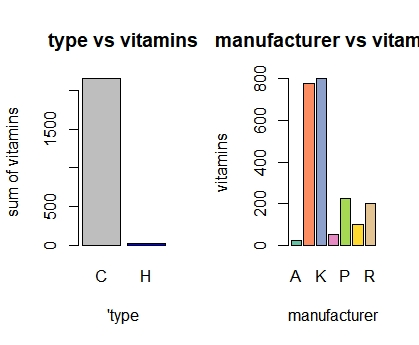 type vs vitamins
manufacturer vs vitam
sum of vitamins
0
500
1500
C
H
'type
vitamins
0
200
400
600
800
A
K
P
R
manufacturer